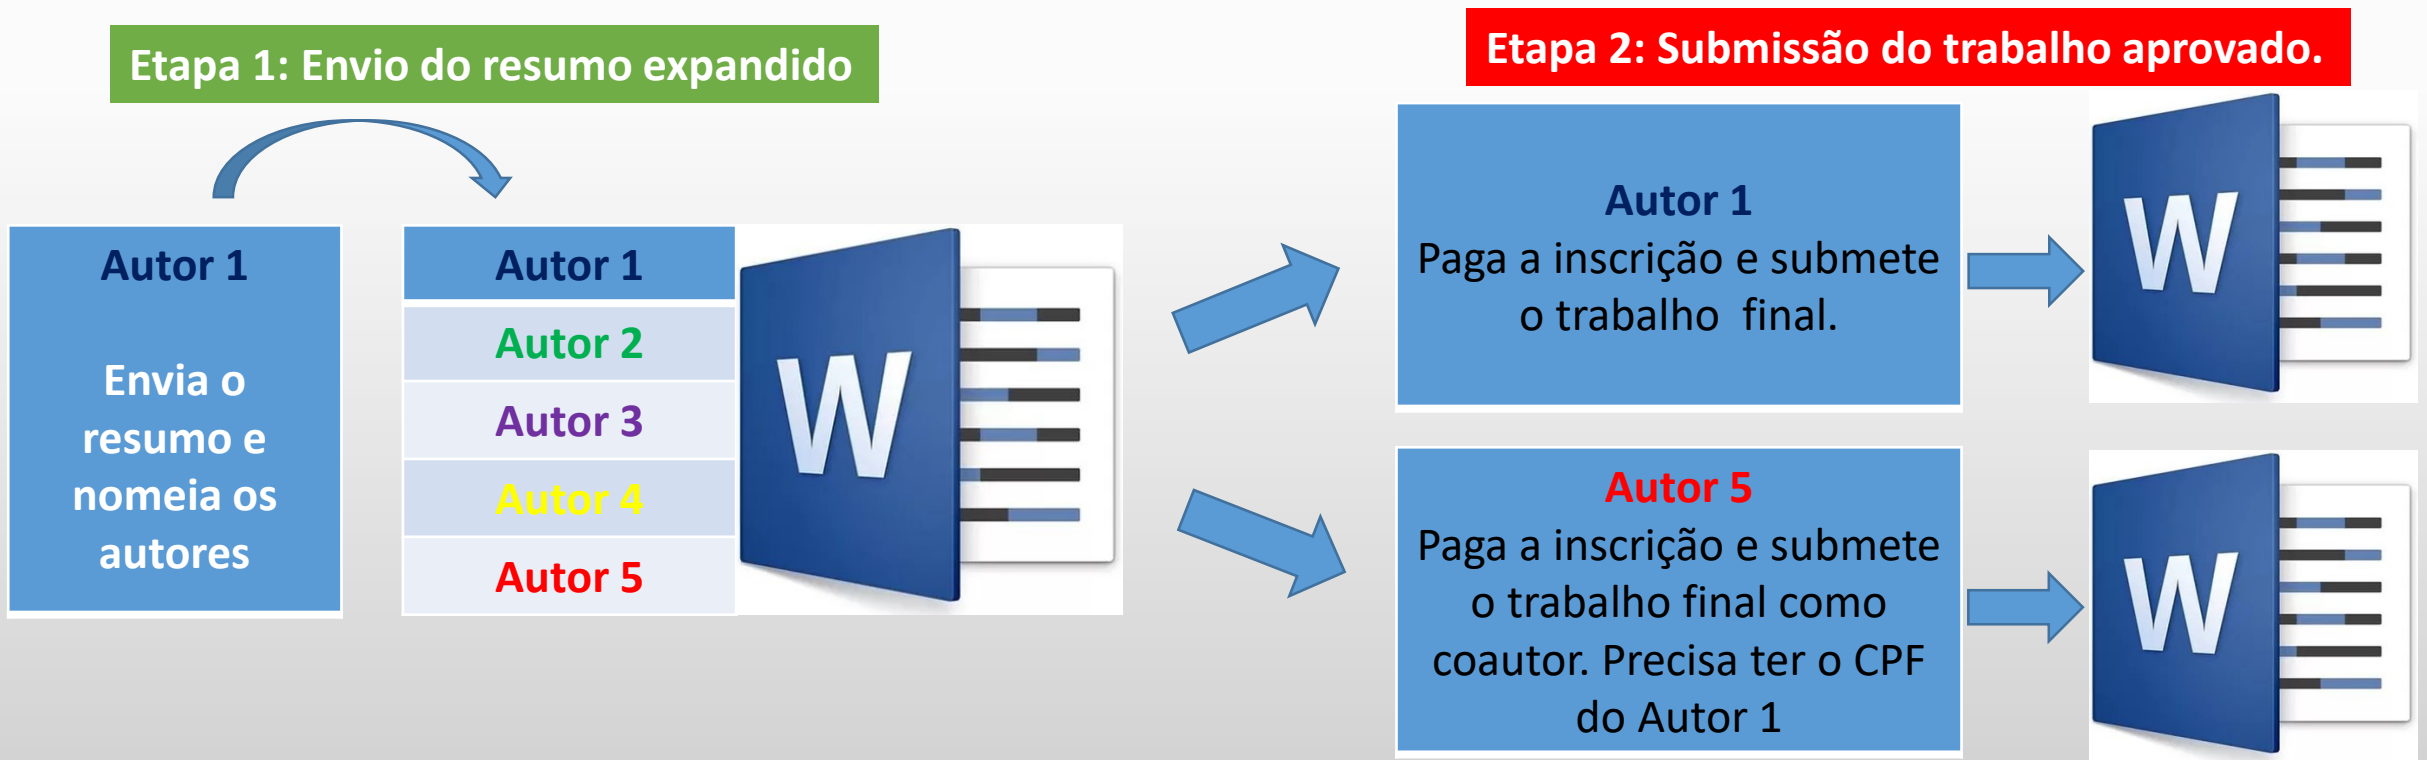 Etapa 1: Envio do resumo expandido
Autor 1
Envia o
resumo e
nomeia os
autores
Autor 1
Autor 2
Autor 3
Autor 4
Autor 5
W
Etapa 2: Submissão do trabalho aprovado.
Autor 1
Paga a inscrição e submete
o trabalho final.
W
Autor 5
Paga a inscrição e submete
o trabalho final como
coautor. Precisa ter o CPF
do Autor 1
W